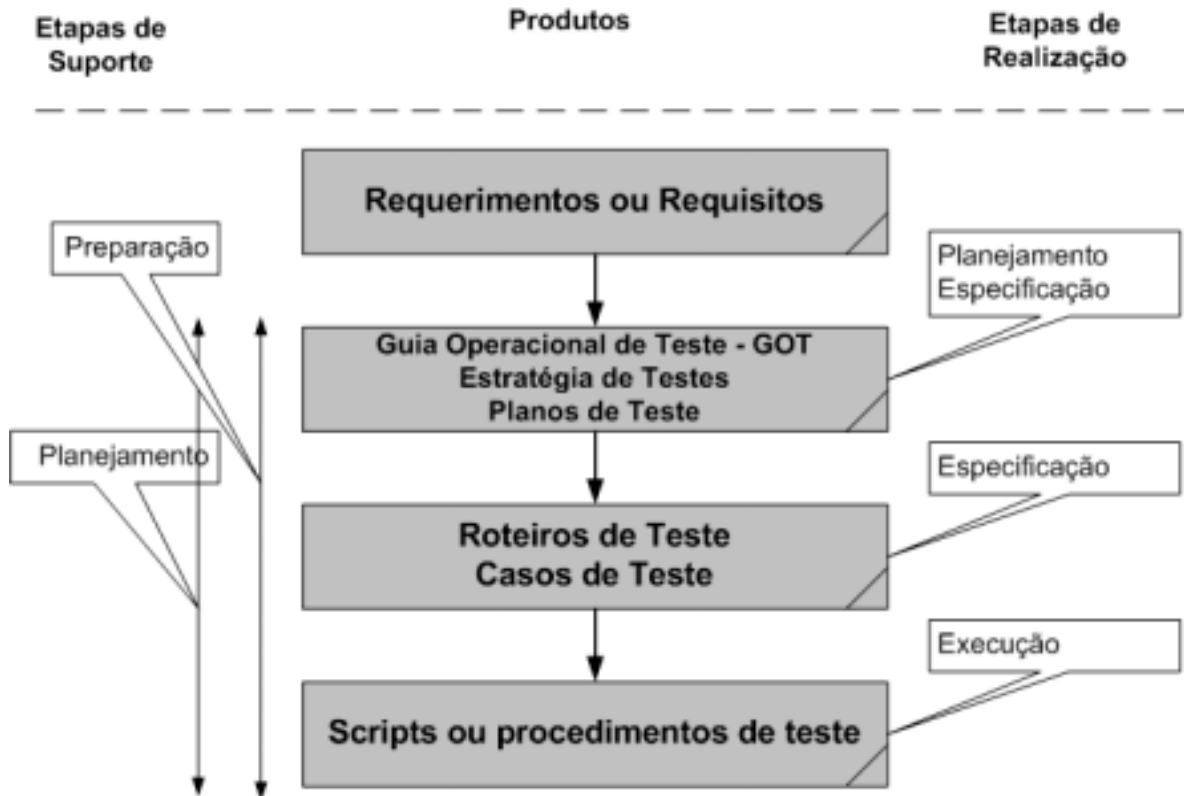 Etapas de
Suporte
Produtos
Etapas de
Realização
Requerimentos ou Requisitos
Preparação
Planejamento
Especificação
Guia Operacional de Teste - GOT
Estratégia de Testes
Planos de Teste
Planejamento
Especificação
Roteiros de Teste
Casos de Teste
Execução
Scripts ou procedimentos de teste